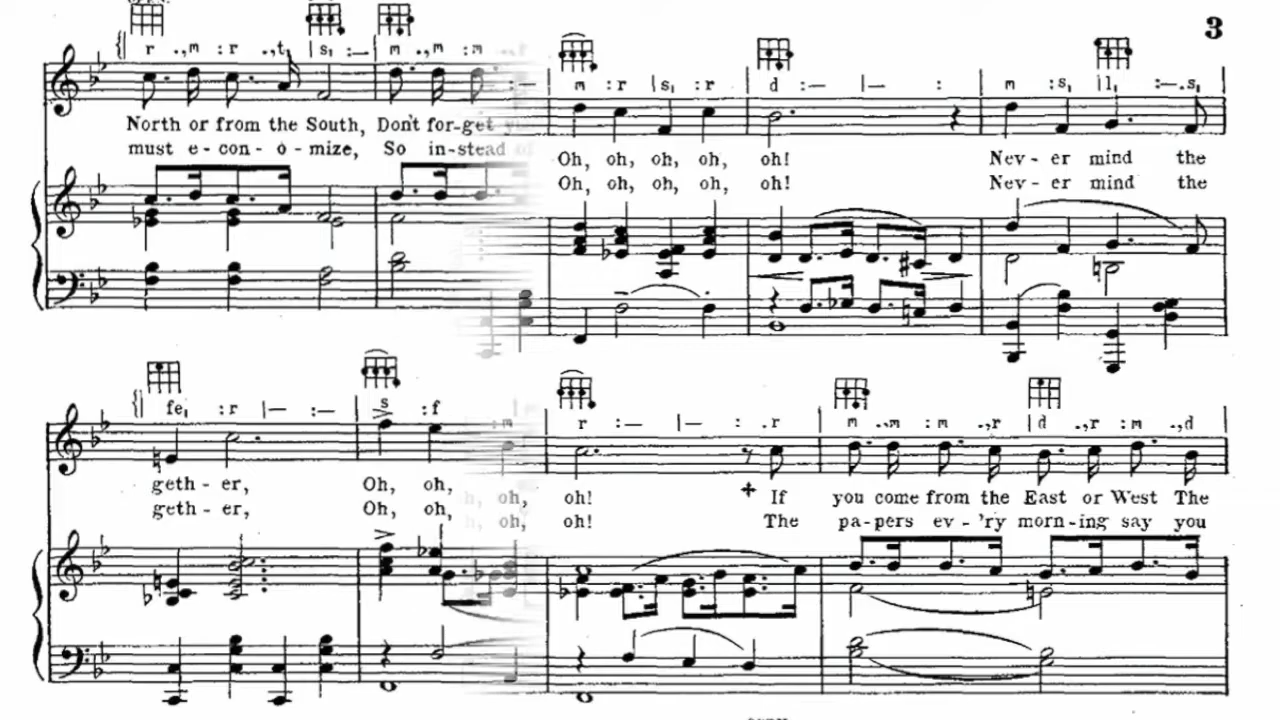 3
r .,m :r .,t, |s, :— m .,m :m
m :r |s, :r d :— |— : m :s, |l, :— .s,
North or from the South, Don't for-get
must e-con-o-mize, So in-stead of
Oh, oh, oh, oh, oh! Nev-er mind the
Oh, oh, oh, oh, oh! Nev-er mind the
fe, :r |— :— s :f
r :— |— : .r m .,m :m .,r |d .,r :m .,d
geth-er, Oh, oh, oh, oh! If you come from the East or West The
geth-er, Oh, oh, oh, oh! The pa-pers ev-'ry morn-ing say you